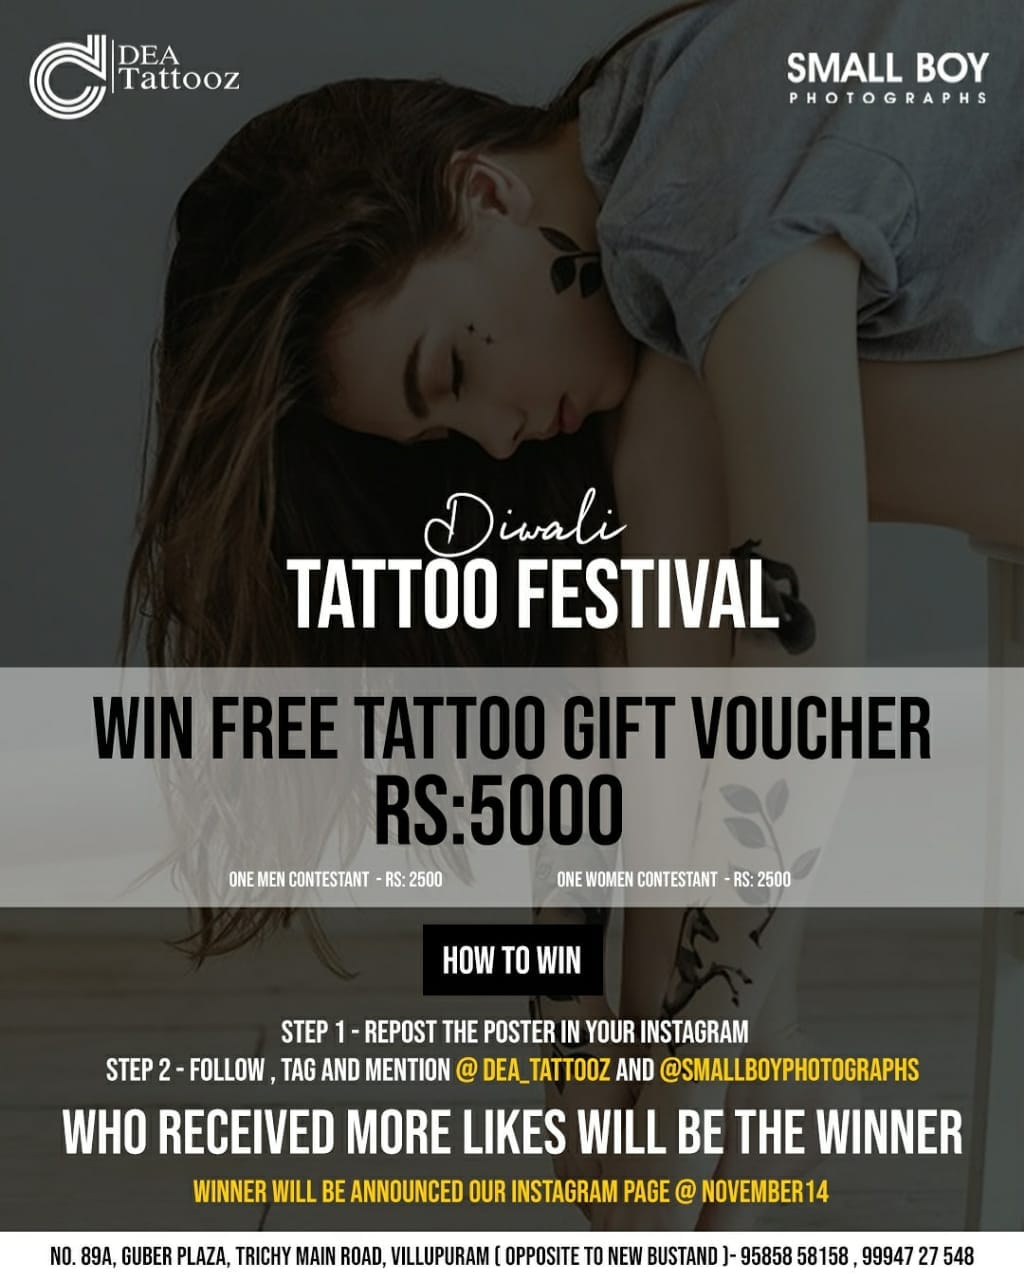 DEA
Tattooz
SMALL BOY
PHOTOGRAPHS
Diwali
TATTOO FESTIVAL
WIN FREE TATTOO GIFT VOUCHER
RS:5000
ONE MEN CONTESTANT - RS: 2500
ONE WOMEN CONTESTANT - RS: 2500
HOW TO WIN
STEP 1 - REPOST THE POSTER IN YOUR INSTAGRAM
STEP 2 - FOLLOW , TAG AND MENTION @ DEA_TATTOOZ AND @SMALLBOYPHOTOGRAPHS
WHO RECEIVED MORE LIKES WILL BE THE WINNER
WINNER WILL BE ANNOUNCED OUR INSTAGRAM PAGE @ NOVEMBER14
NO. 89A, GUBER PLAZA, TRICHY MAIN ROAD, VILLUPURAM ( OPPOSITE TO NEW BUSTAND )- 95858 58158 , 99947 27 548